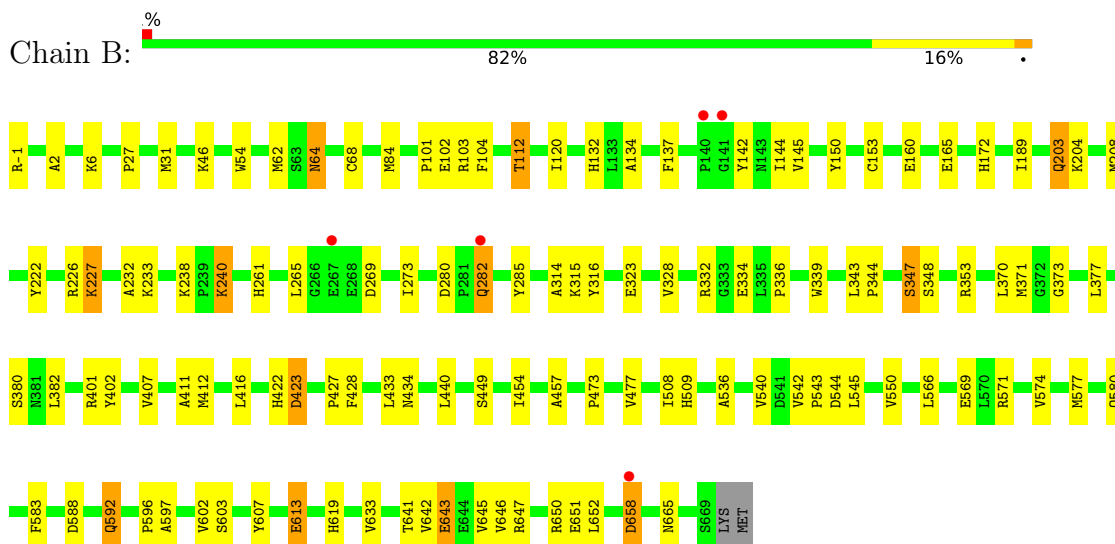 %
Chain B:
82% 16% •
R-1 A2 K6 P27 M31 K46 W54 M62 S63 N64 C68 M84 P101 E102 R103 F104 T112 I120 H132 L133 A134 F137 P140 G141 Y142 N143 I144 V145 Y150 C153 E160 E165 H172 I189 Q203 K204
Y222 R226 K227 A232 K233 K238 P239 K240 H261 L265 G266 E267 E268 D269 I273 D280 P281 Q282 Y285 A314 K315 Y316 E323 V328 R332 G333 E334 L335 P336 W339 L343 P344 S347 S348 R353 L370 M371 G372 G373 L377
S380 N381 L382 R401 Y402 V407 A411 M412 L416 H422 D423 P427 F428 L433 N434 L440 S449 I454 A457 P473 V477 I508 H509 A536 V540 D541 V542 P543 D544 L545 V550 L566 E569 L570 R571 V574 M577
F583 D588 Q592 P596 A597 V602 S603 Y607 E613 H619 V633 T641 V642 E643 E644 V645 V646 R647 R650 E651 L652 D658 N665 S669 LYS MET